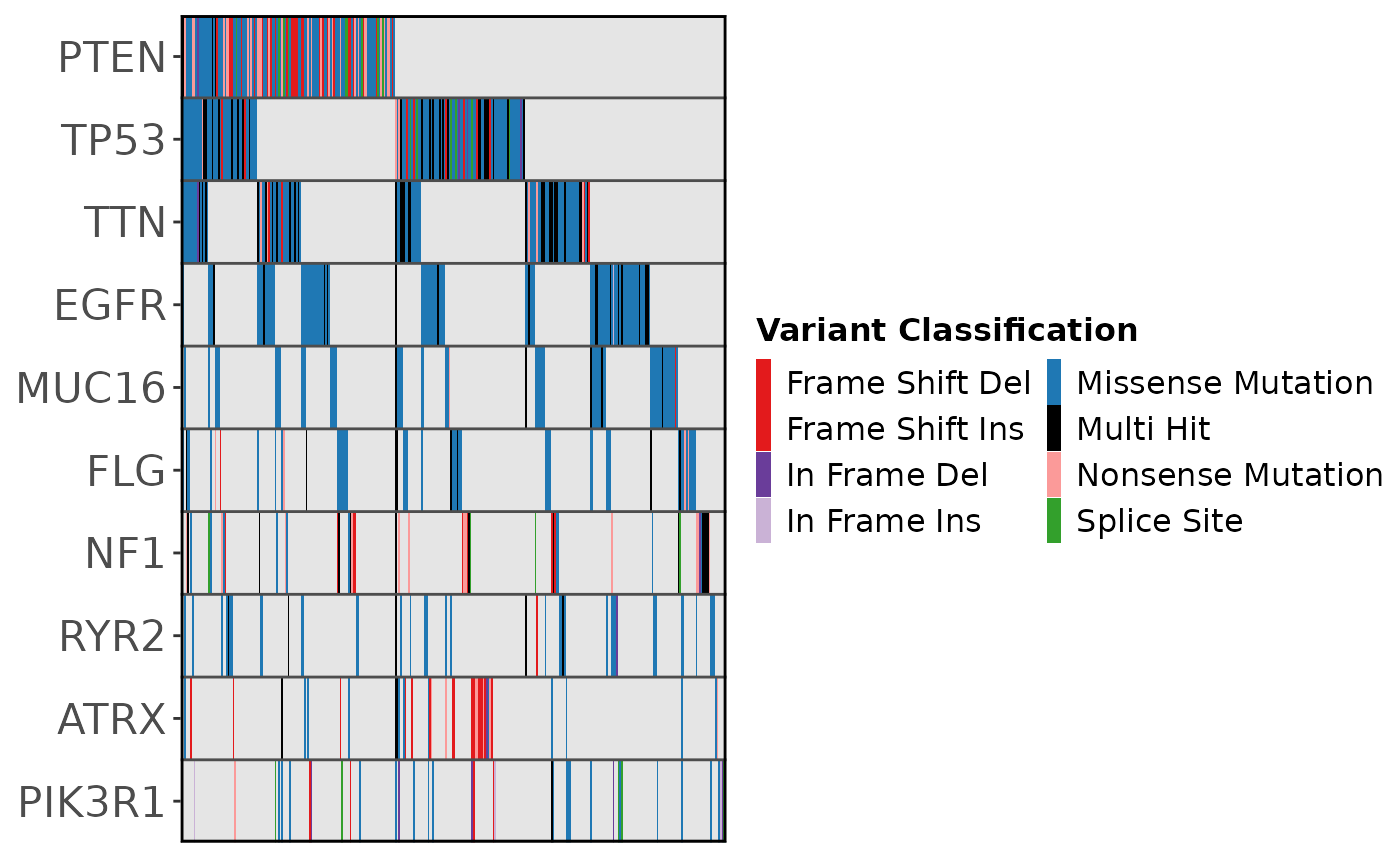 PTEN
TP53
TTN
EGFR
MUC16
FLG
NF1
RYR2
ATRX
PIK3R1
Variant Classification
Frame Shift Del
Frame Shift Ins
In Frame Del
In Frame Ins
Missense Mutation
Multi Hit
Nonsense Mutation
Splice Site